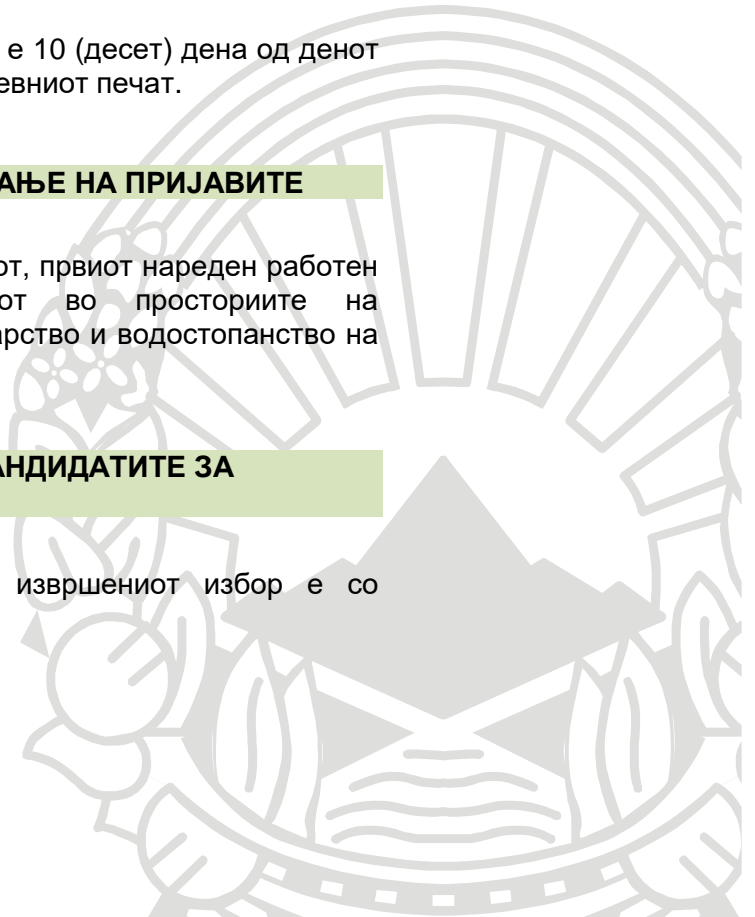 е 10 (десет) дена од денот
евниот печат.
АЊЕ НА ПРИЈАВИТЕ
от, првиот нареден работен
от во просториите на
арство и водостопанство на
АНДИДАТИТЕ ЗА
извршениот избор е со